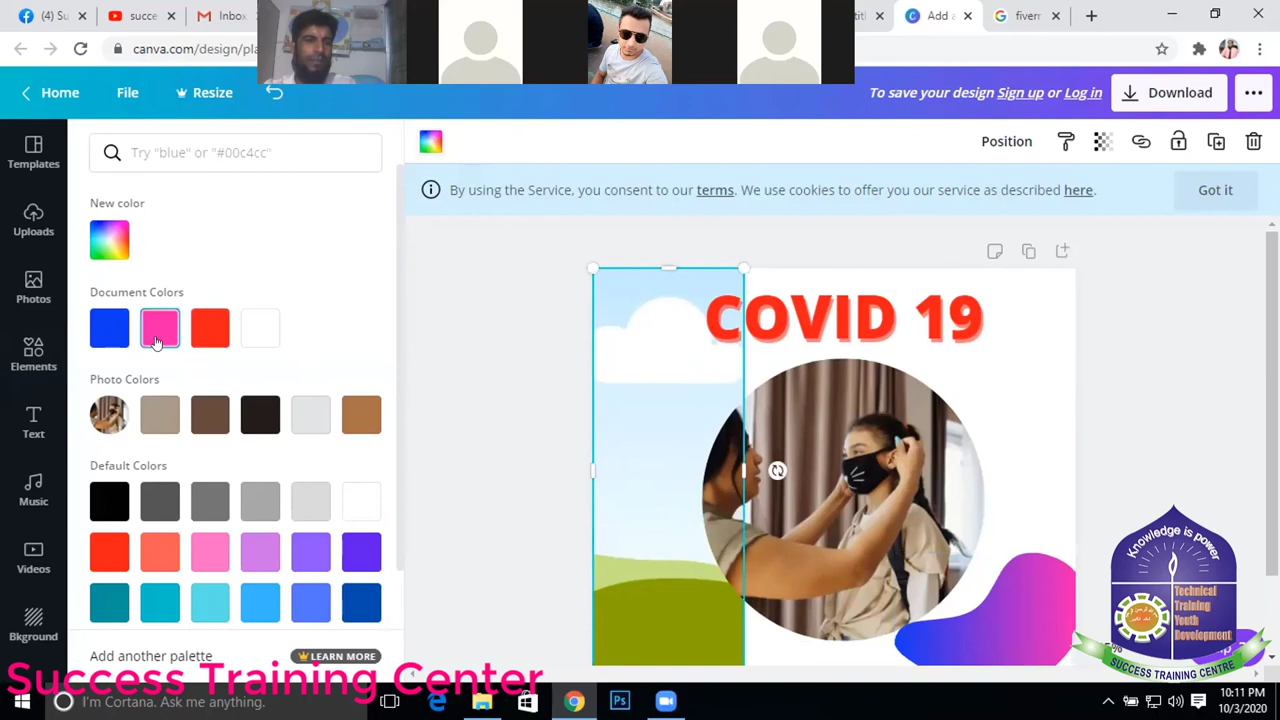 (4) Su
succe
Inbox
Add a
fiverr
canva.com/design/pla
Home
File
Resize
To save your design Sign up or Log in
Download
Templates
Uploads
Photos
Elements
Text
Music
Videos
Bkground
Try "blue" or "#00c4cc"
New color
Document Colors
Photo Colors
Default Colors
Add another palette
LEARN MORE
Position
By using the Service, you consent to our terms. We use cookies to offer you our service as described here.
Got it
COVID 19
Knowledge is power
Technical
Training
Youth
Development
SUCCESS TRAINING CENTRE
Success Training Center
I'm Cortana. Ask me anything.
Ps
10:11 PM
10/3/2020